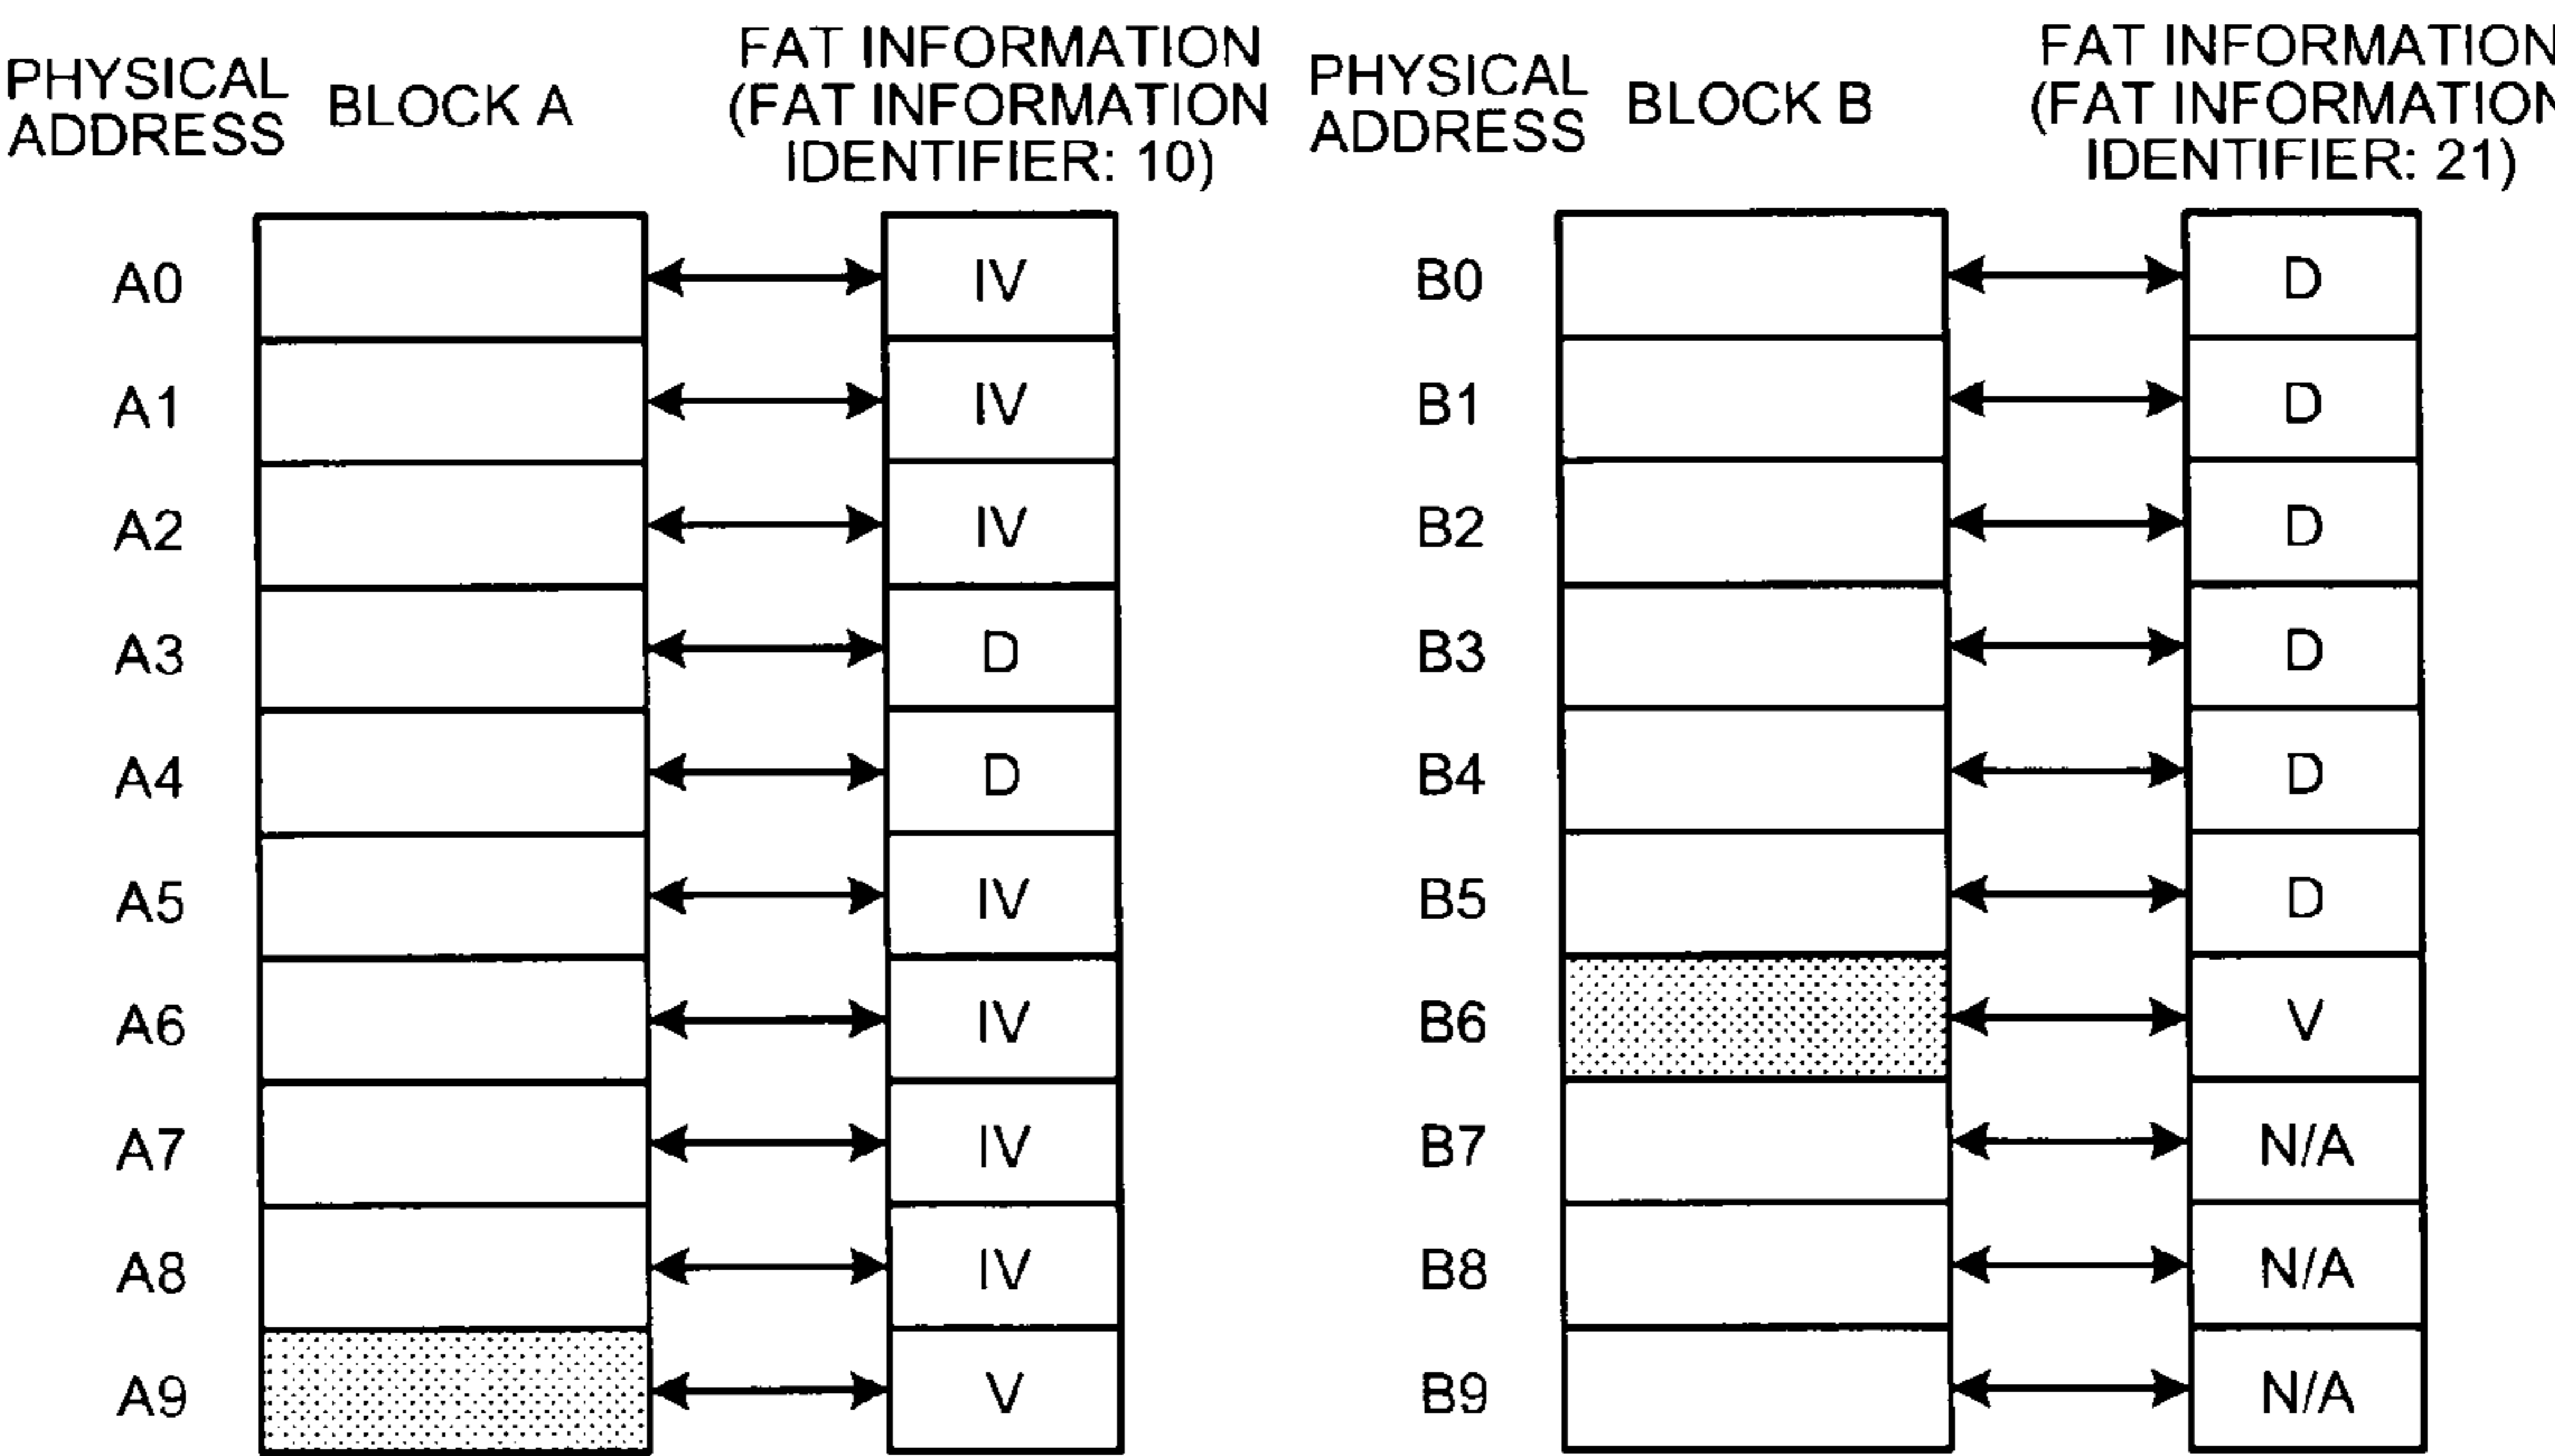 PHYSICAL
ADDRESS
BLOCK A
FAT INFORMATION
(FAT INFORMATION
IDENTIFIER: 10)
A0 IV
A1 IV
A2 IV
A3 D
A4 D
A5 IV
A6 IV
A7 IV
A8 IV
A9 V
PHYSICAL
ADDRESS
BLOCK B
FAT INFORMATION
(FAT INFORMATION
IDENTIFIER: 21)
B0 D
B1 D
B2 D
B3 D
B4 D
B5 D
B6 V
B7 N/A
B8 N/A
B9 N/A